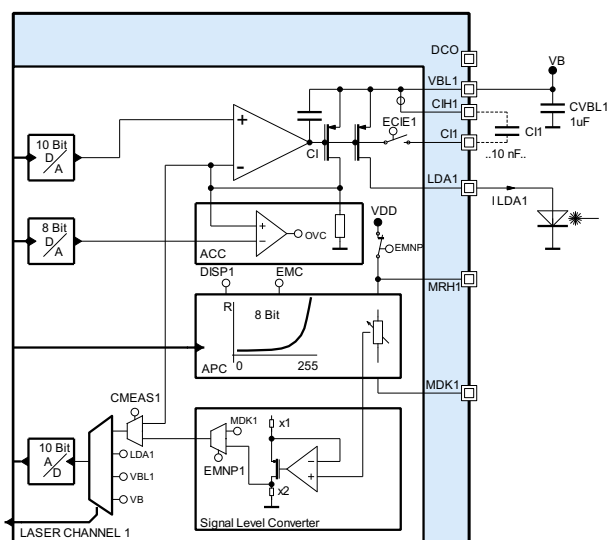 DCO
VBL1
VB
CIH1
CVBL1
1uF
ECIE1
CI
CI1
CI1
..10 nF..
10 Bit
D
A
+
−
LDA1
I LDA1
8 Bit
D
A
+
−
OVC
ACC
VDD
EMNP
DISP1
EMC
MRH1
R
8 Bit
0
255
APC
MDK1
CMEAS1
MDK1
x1
EMNP1
−
+
x2
LDA1
10 Bit
A
D
VBL1
VB
Signal Level Converter
LASER CHANNEL 1